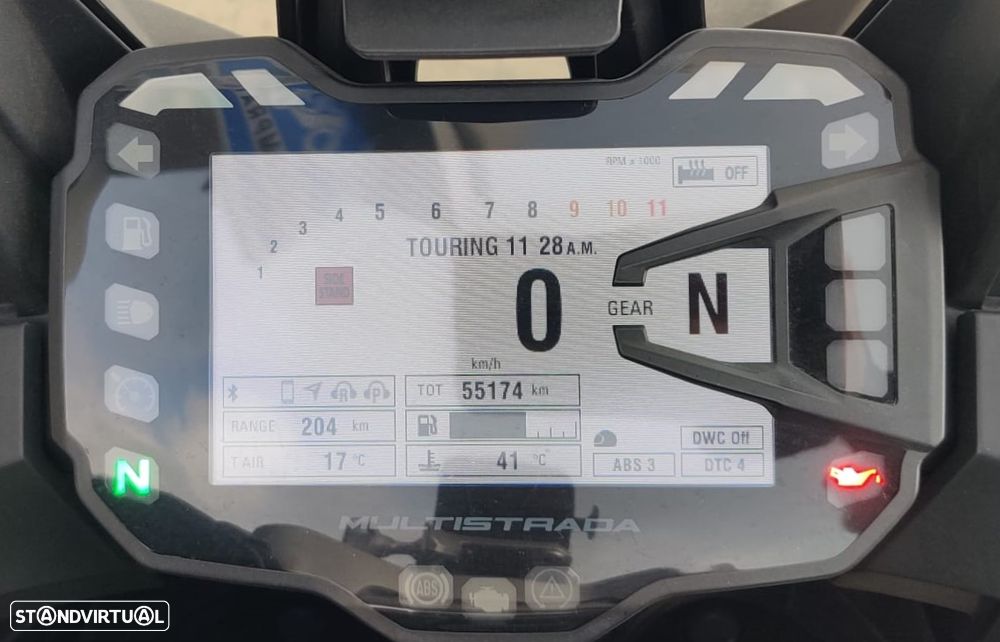 RPM x 1000
OFF
1 2 3 4 5 6 7 8 9 10 11
TOURING 11 28 A.M.
SIDE
STAND
0
GEAR N
km/h
R P
TOT 55174 km
RANGE 204 km
T AIR 17 °C
41 °C
DWC Off
ABS 3
DTC 4
N
MULTISTRADA
ABS
STANDVIRTUAL